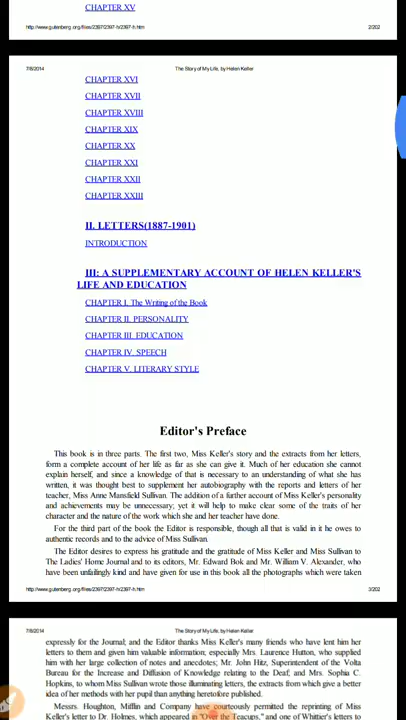 CHAPTER XV
http://www.gutenberg.org/files/2397/2397-h/2397-h.htm 2/202
7/8/2014 The Story of My Life, by Helen Keller
CHAPTER XVI
CHAPTER XVII
CHAPTER XVIII
CHAPTER XIX
CHAPTER XX
CHAPTER XXI
CHAPTER XXII
CHAPTER XXIII
II. LETTERS(1887-1901)
INTRODUCTION
III: A SUPPLEMENTARY ACCOUNT OF HELEN KELLER'S
LIFE AND EDUCATION
CHAPTER I. The Writing of the Book
CHAPTER II. PERSONALITY
CHAPTER III. EDUCATION
CHAPTER IV. SPEECH
CHAPTER V. LITERARY STYLE
Editor's Preface
This book is in three parts. The first two, Miss Keller's story and the extracts from her letters,
form a complete account of her life as far as she can give it. Much of her education she cannot
explain herself, and since a knowledge of that is necessary to an understanding of what she has
written, it was thought best to supplement her autobiography with the reports and letters of her
teacher, Miss Anne Mansfield Sullivan. The addition of a further account of Miss Keller's personality
and achievements may be unnecessary; yet it will help to make clear some of the traits of her
character and the nature of the work which she and her teacher have done.
For the third part of the book the Editor is responsible, though all that is valid in it he owes to
authentic records and to the advice of Miss Sullivan.
The Editor desires to express his gratitude and the gratitude of Miss Keller and Miss Sullivan to
The Ladies' Home Journal and to its editors, Mr. Edward Bok and Mr. William V. Alexander, who
have been unfailingly kind and have given for use in this book all the photographs which were taken
http://www.gutenberg.org/files/2397/2397-h/2397-h.htm 3/202
7/8/2014 The Story of My Life, by Helen Keller
expressly for the Journal; and the Editor thanks Miss Keller's many friends who have lent him her
letters to them and given him valuable information; especially Mrs. Laurence Hutton, who supplied
him with her large collection of notes and anecdotes; Mr. John Hitz, Superintendent of the Volta
Bureau for the Increase and Diffusion of Knowledge relating to the Deaf; and Mrs. Sophia C.
Hopkins, to whom Miss Sullivan wrote those illuminating letters, the extracts from which give a better
idea of her methods with her pupil than anything heretofore published.
Messrs. Houghton, Mifflin and Company have courteously permitted the reprinting of Miss
Keller's letter to Dr. Holmes, which appeared in "Over the Teacups," and one of Whittier's letters to